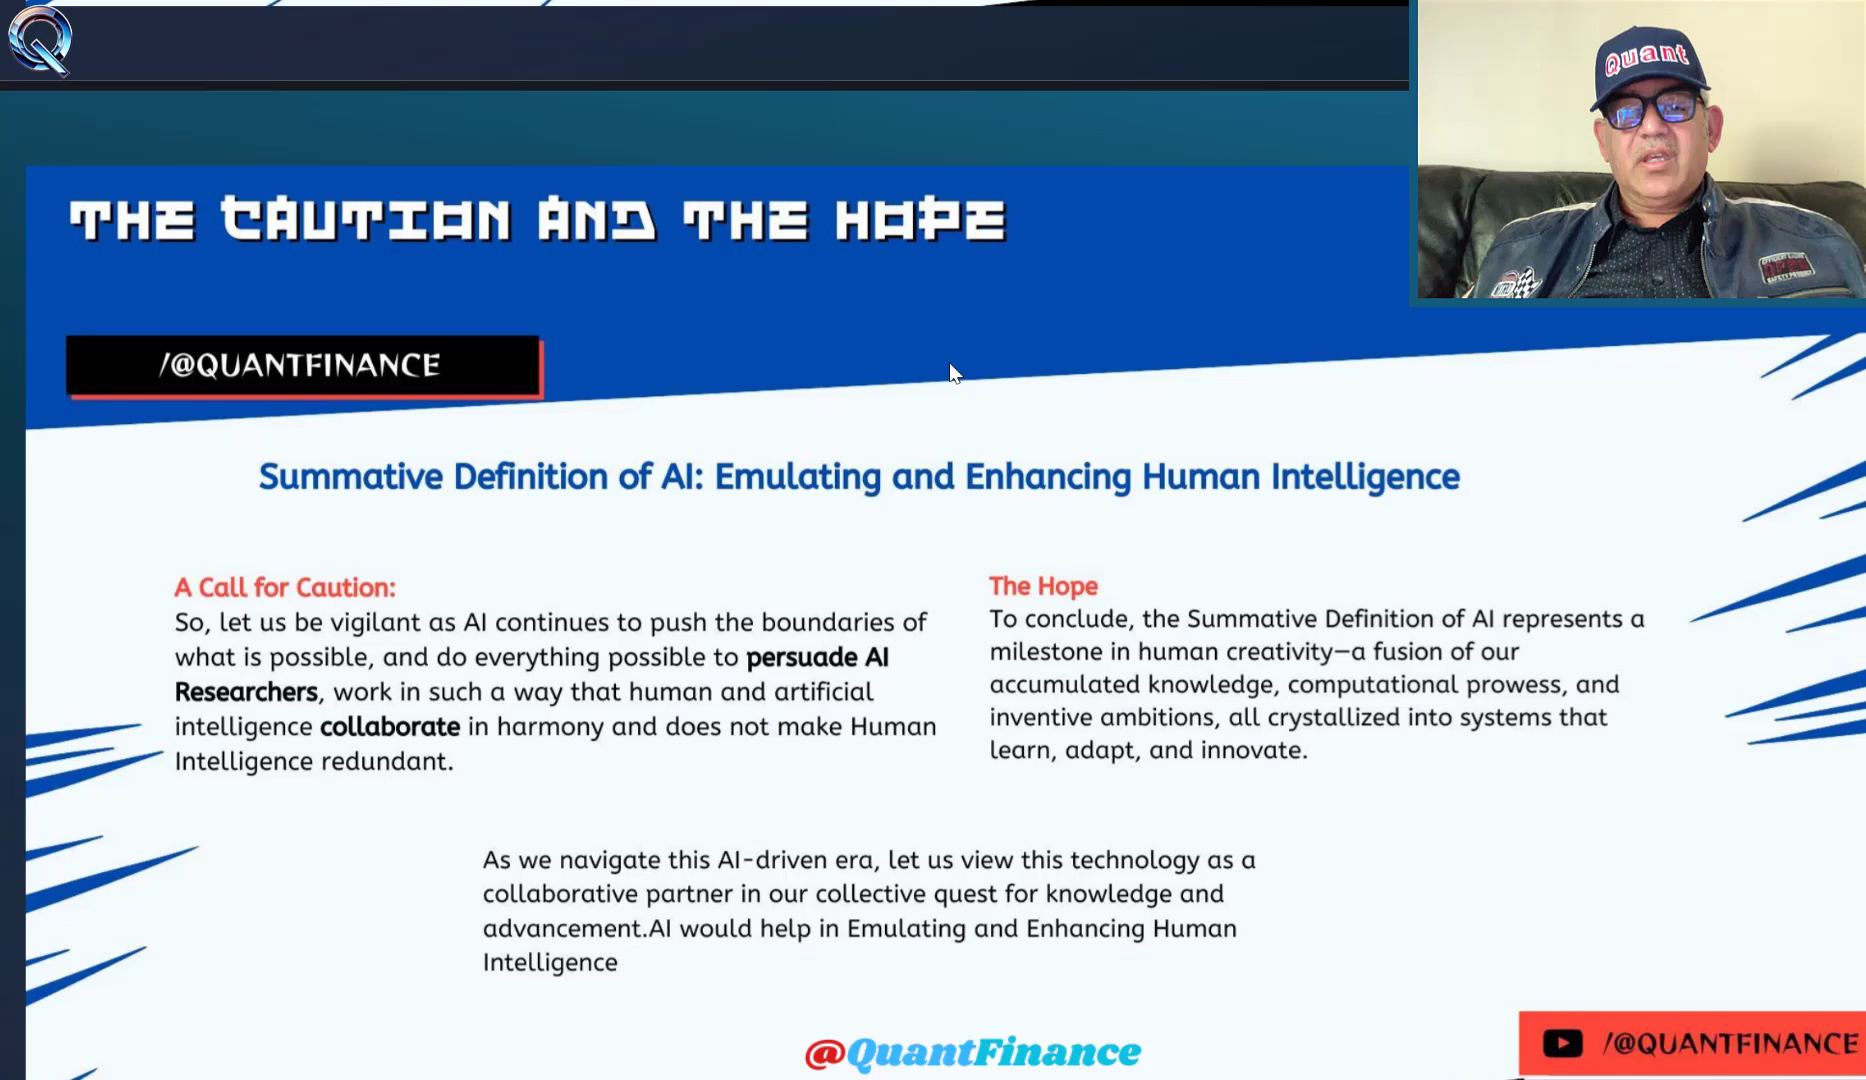 Q
Quant
THE CAUTION AND THE HOPE
/@QUANTFINANCE
Summative Definition of AI: Emulating and Enhancing Human Intelligence
A Call for Caution:
So, let us be vigilant as AI continues to push the boundaries of
what is possible, and do everything possible to persuade AI
Researchers, work in such a way that human and artificial
intelligence collaborate in harmony and does not make Human
Intelligence redundant.
The Hope
To conclude, the Summative Definition of AI represents a
milestone in human creativity—a fusion of our
accumulated knowledge, computational prowess, and
inventive ambitions, all crystallized into systems that
learn, adapt, and innovate.
As we navigate this AI-driven era, let us view this technology as a
collaborative partner in our collective quest for knowledge and
advancement.AI would help in Emulating and Enhancing Human
Intelligence
@QuantFinance
/@QUANTFINANCE